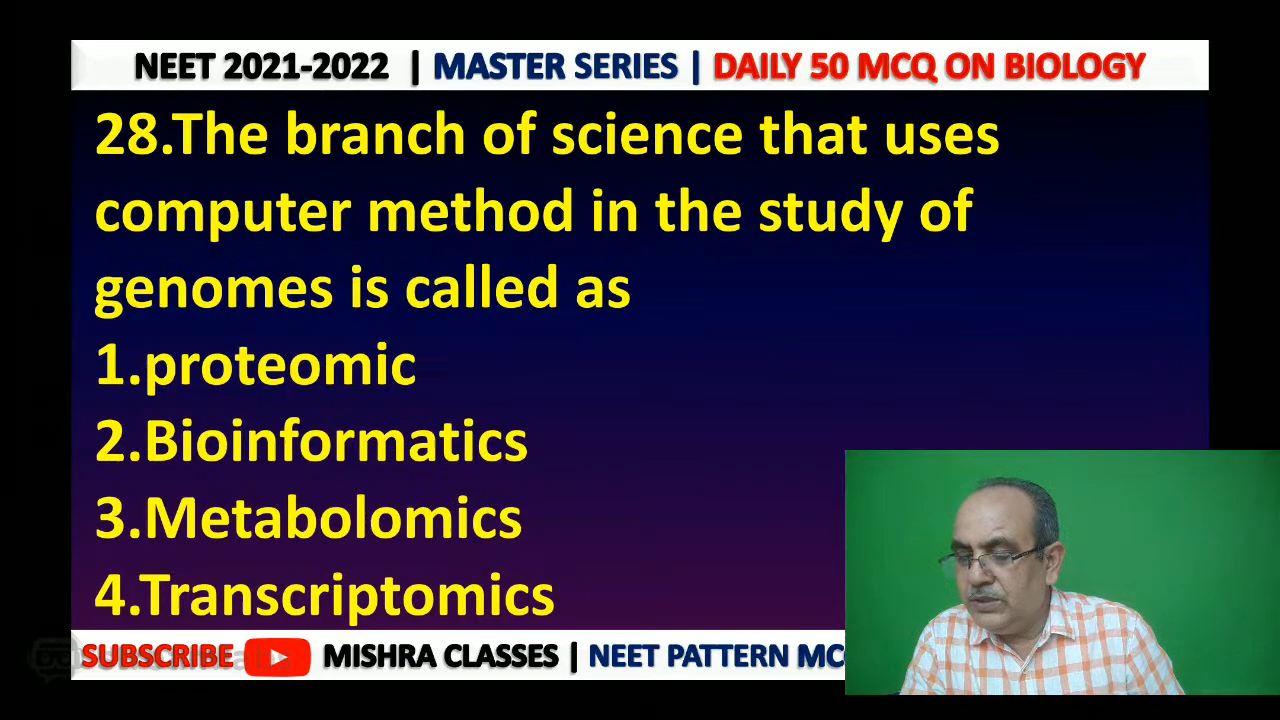 NEET 2021-2022 | MASTER SERIES | DAILY 50 MCQ ON BIOLOGY
28.The branch of science that uses
computer method in the study of
genomes is called as
1.proteomic
2.Bioinformatics
3.Metabolomics
4.Transcriptomics
SUBSCRIBE MISHRA CLASSES | NEET PATTERN